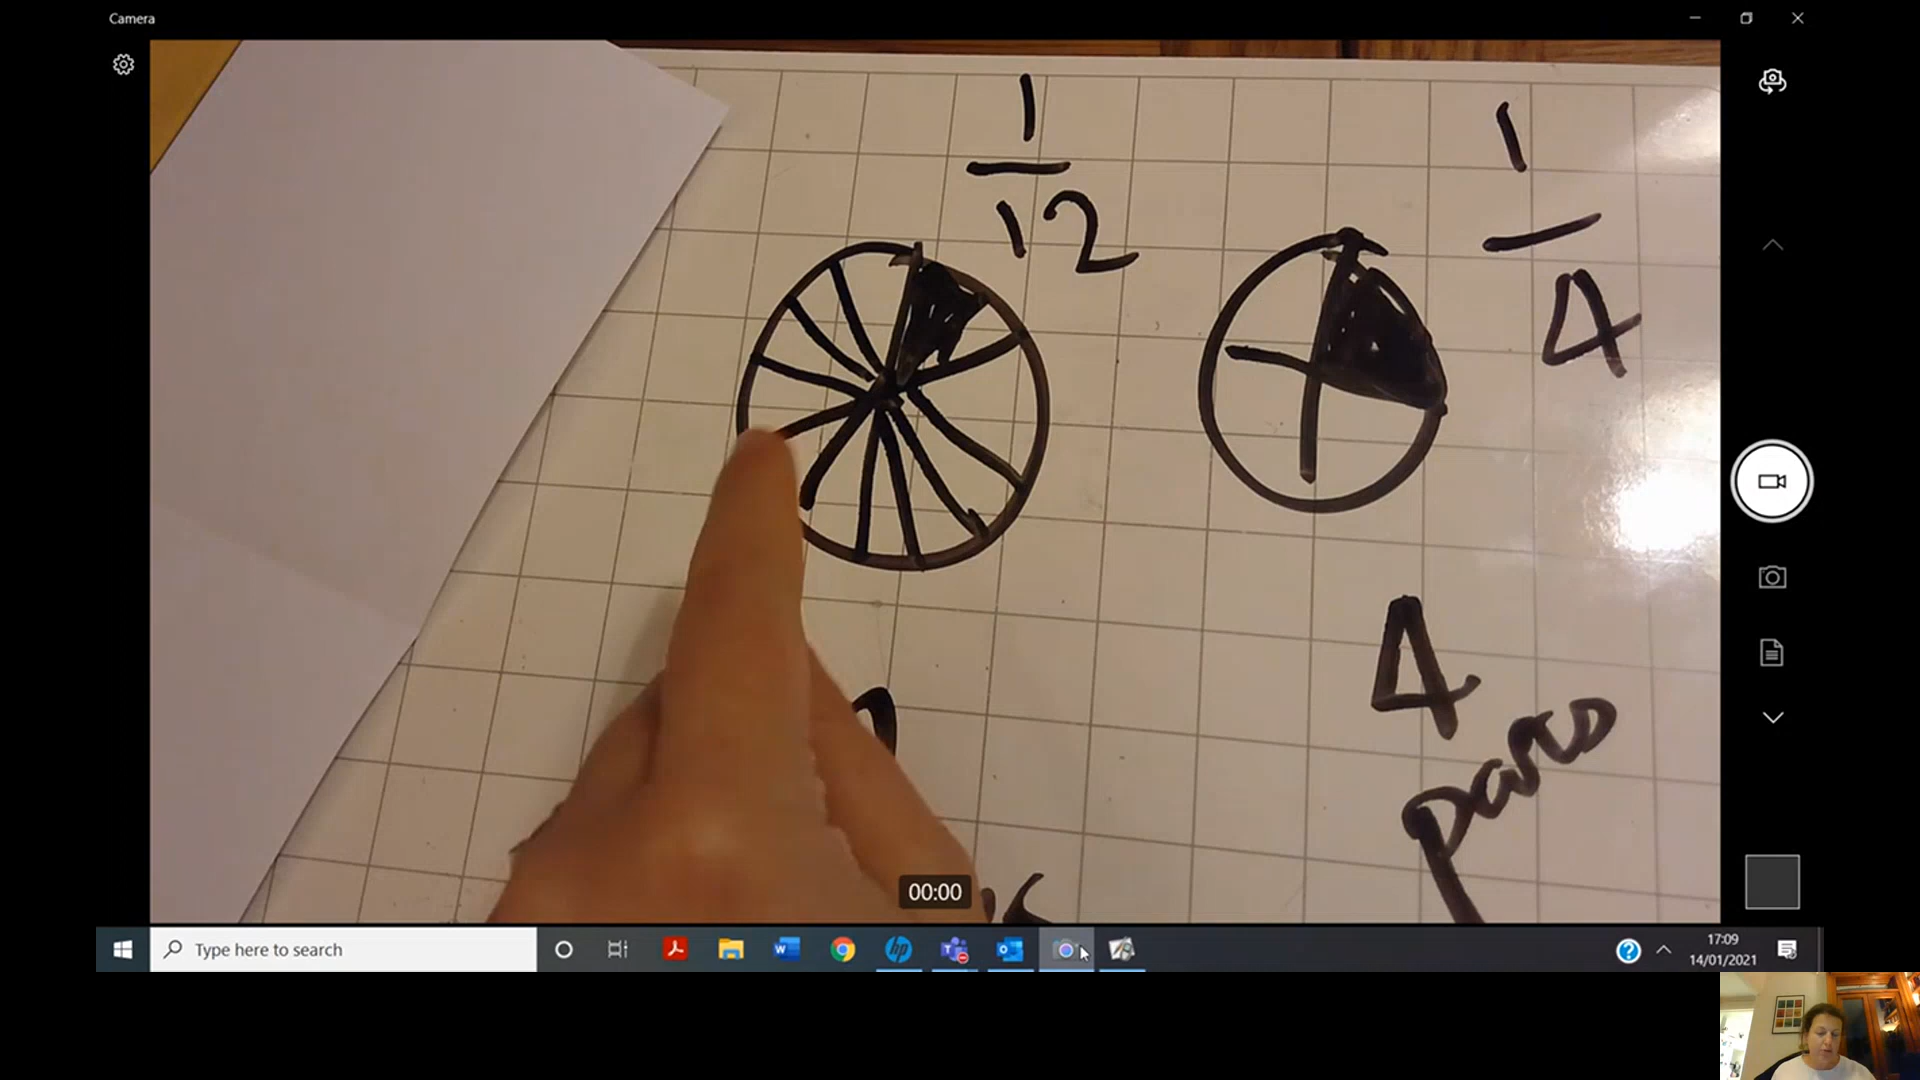 Camera
1
12
1
4
4
parts
00:00
Type here to search
17:09
14/01/2021